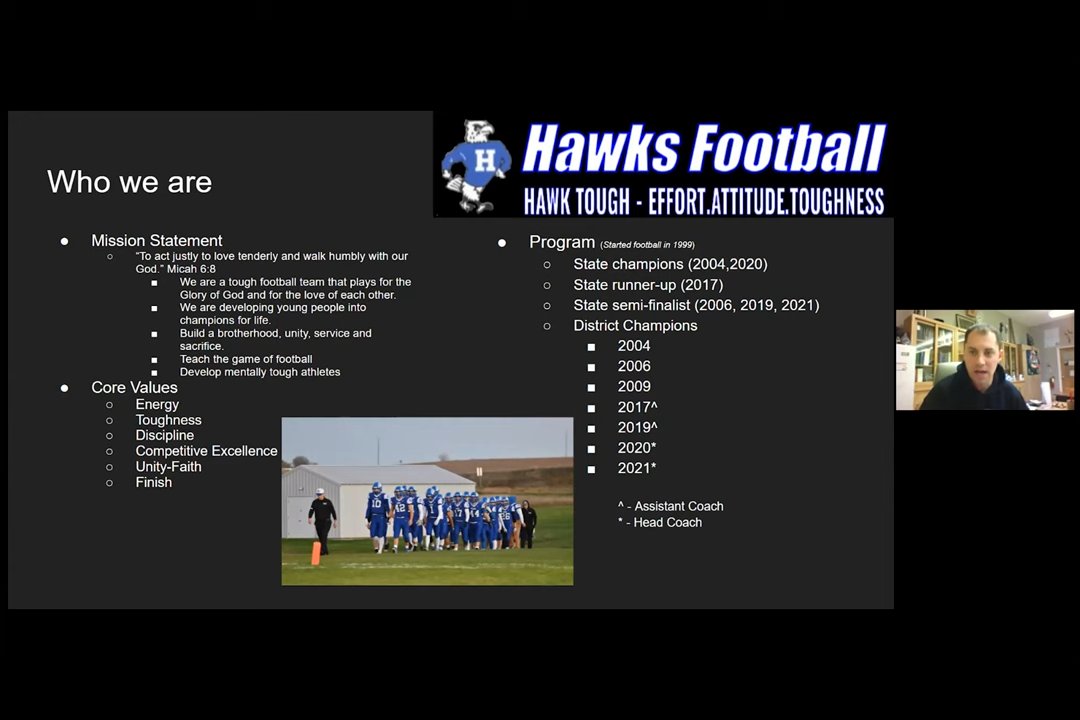 Hawks Football
HAWK TOUGH - EFFORT.ATTITUDE.TOUGHNESS
H
Who we are
● Mission Statement
○ “To act justly to love tenderly and walk humbly with our
God.” Micah 6:8
■ We are a tough football team that plays for the
Glory of God and for the love of each other.
■ We are developing young people into
champions for life.
■ Build a brotherhood, unity, service and
sacrifice.
■ Teach the game of football
■ Develop mentally tough athletes
● Core Values
○ Energy
○ Toughness
○ Discipline
○ Competitive Excellence
○ Unity-Faith
○ Finish
● Program (Started football in 1999)
○ State champions (2004,2020)
○ State runner-up (2017)
○ State semi-finalist (2006, 2019, 2021)
○ District Champions
■ 2004
■ 2006
■ 2009
■ 2017^
■ 2019^
■ 2020*
■ 2021*
^ - Assistant Coach
* - Head Coach
10
42